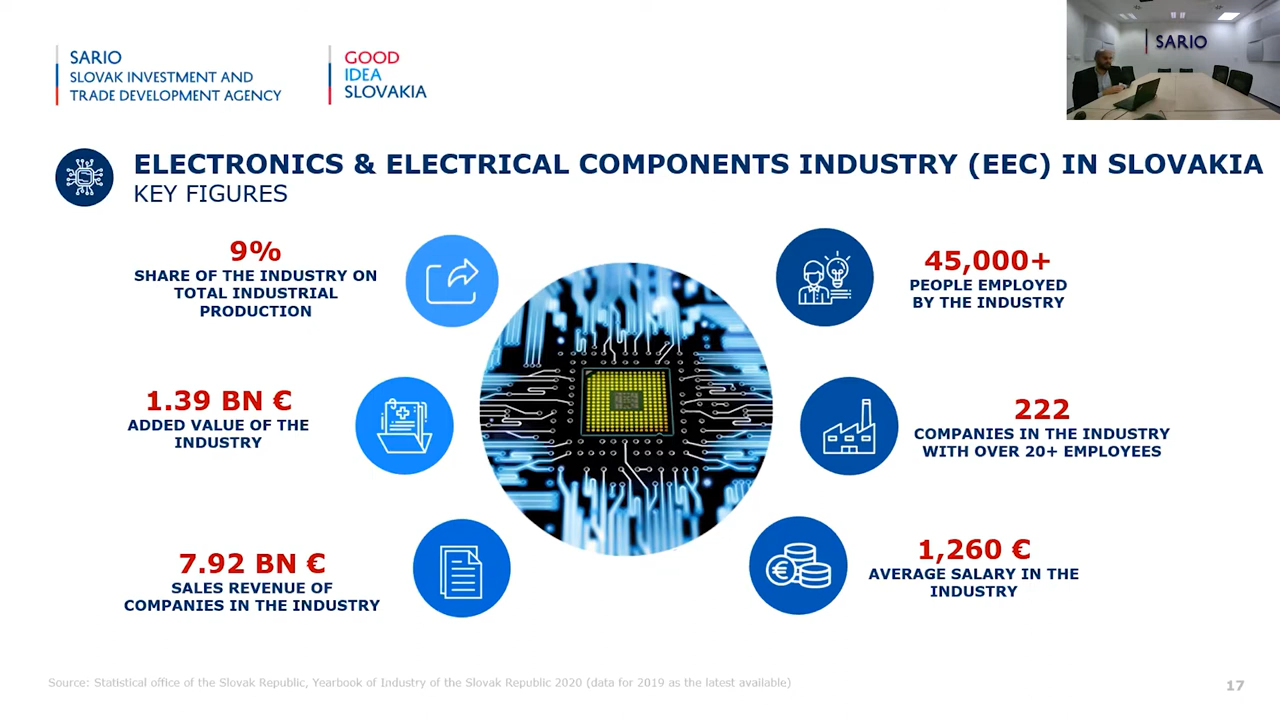 SARIO
SLOVAK INVESTMENT AND
TRADE DEVELOPMENT AGENCY
GOOD
IDEA
SLOVAKIA
SARIO
ELECTRONICS & ELECTRICAL COMPONENTS INDUSTRY (EEC) IN SLOVAKIA
KEY FIGURES
9%
SHARE OF THE INDUSTRY ON
TOTAL INDUSTRIAL
PRODUCTION
45,000+
PEOPLE EMPLOYED
BY THE INDUSTRY
1.39 BN €
ADDED VALUE OF THE
INDUSTRY
222
COMPANIES IN THE INDUSTRY
WITH OVER 20+ EMPLOYEES
7.92 BN €
SALES REVENUE OF
COMPANIES IN THE INDUSTRY
1,260 €
AVERAGE SALARY IN THE
INDUSTRY
Source: Statistical office of the Slovak Republic, Yearbook of Industry of the Slovak Republic 2020 (data for 2019 as the latest available)
17